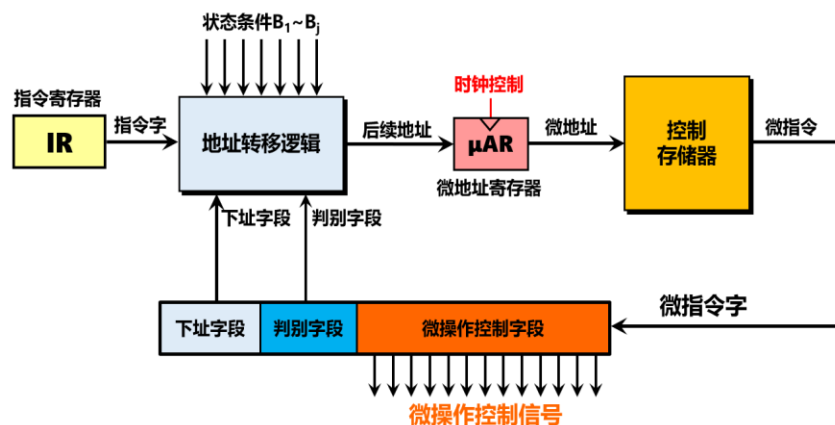 状态条件B₁~Bⱼ
指令寄存器
IR
指令字
地址转移逻辑
后续地址
时钟控制
μAR
微地址寄存器
微地址
控制
存储器
微指令
下址字段
判别字段
微指令字
下址字段
判别字段
微操作控制字段
微操作控制信号